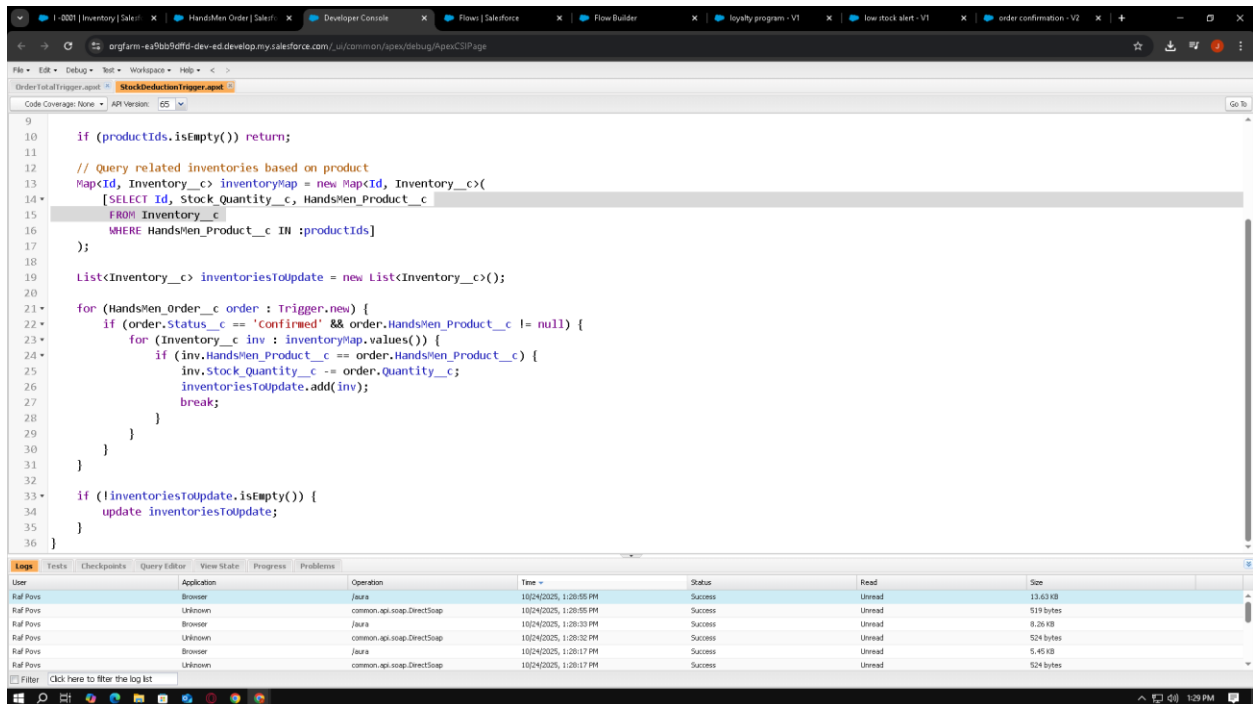 I -0001 | Inventory | Salesfo
HandsMen Order | Salesfo
Developer Console
Flows | Salesforce
Flow Builder
loyalty program - V1
low stock alert - V1
order confirmation - V2
orgfarm-ea9bb9dffd-dev-ed.develop.my.salesforce.com/_ui/common/apex/debug/ApexCSIPage
File Edit Debug Test Workspace Help < >
OrderTotalTrigger.apxt StockDeductionTrigger.apxt
Code Coverage: None API Version: 65 Go To
9
10 if (productIds.isEmpty()) return;
11
12 // Query related inventories based on product
13 Map<Id, Inventory__c> inventoryMap = new Map<Id, Inventory__c>(
14 [SELECT Id, Stock_Quantity__c, HandsMen_Product__c
15 FROM Inventory__c
16 WHERE HandsMen_Product__c IN :productIds]
17 );
18
19 List<Inventory__c> inventoriesToUpdate = new List<Inventory__c>();
20
21 for (HandsMen_Order__c order : Trigger.new) {
22 if (order.Status__c == 'Confirmed' && order.HandsMen_Product__c != null) {
23 for (Inventory__c inv : inventoryMap.values()) {
24 if (inv.HandsMen_Product__c == order.HandsMen_Product__c) {
25 inv.Stock_Quantity__c -= order.Quantity__c;
26 inventoriesToUpdate.add(inv);
27 break;
28 }
29 }
30 }
31 }
32
33 if (!inventoriesToUpdate.isEmpty()) {
34 update inventoriesToUpdate;
35 }
36 }
Logs Tests Checkpoints Query Editor View State Progress Problems
User Application Operation Time Status Read Size
Raf Povs Browser /aura 10/24/2025, 1:28:55 PM Success Unread 13.63 KB
Raf Povs Unknown common.api.soap.DirectSoap 10/24/2025, 1:28:55 PM Success Unread 519 bytes
Raf Povs Browser /aura 10/24/2025, 1:28:33 PM Success Unread 8.26 KB
Raf Povs Unknown common.api.soap.DirectSoap 10/24/2025, 1:28:32 PM Success Unread 524 bytes
Raf Povs Browser /aura 10/24/2025, 1:28:17 PM Success Unread 5.45 KB
Raf Povs Unknown common.api.soap.DirectSoap 10/24/2025, 1:28:17 PM Success Unread 524 bytes
Filter Click here to filter the log list
1:29 PM